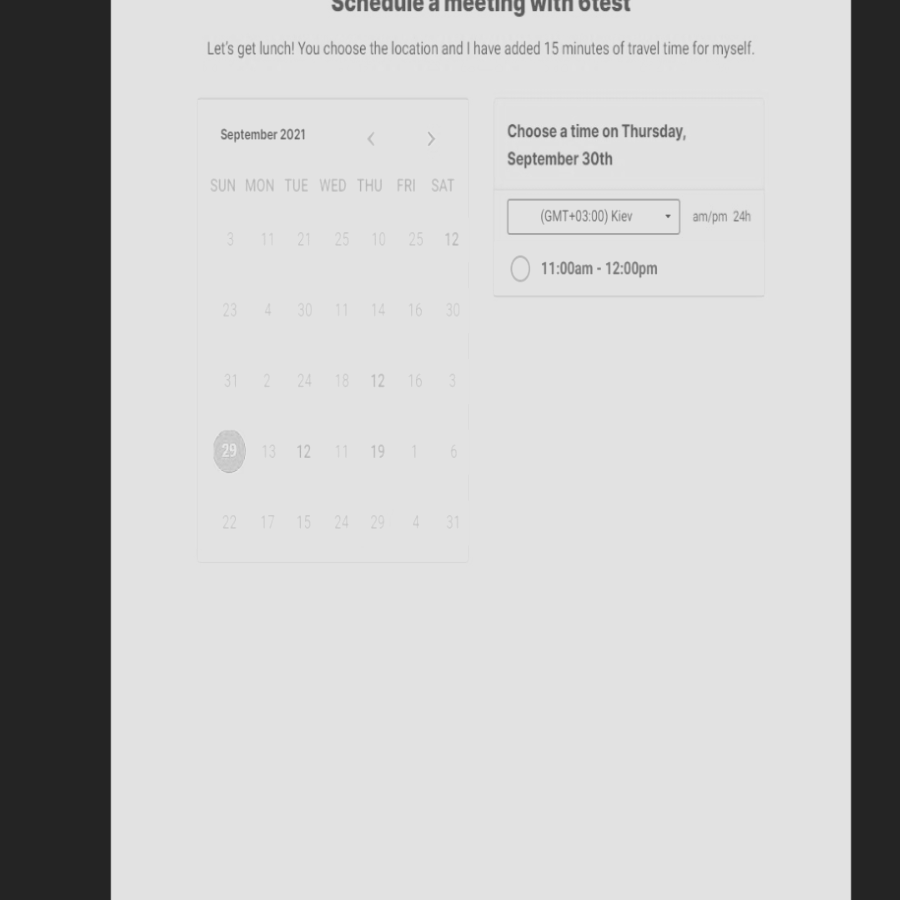 Schedule a meeting with 6test
Let's get lunch! You choose the location and I have added 15 minutes of travel time for myself.
September 2021
SUN MON TUE WED THU FRI SAT
3 11 21 25 10 25 12
23 4 30 11 14 16 30
31 2 24 18 12 16 3
29 13 12 11 19 1 6
22 17 15 24 29 4 31
Choose a time on Thursday,
September 30th
(GMT+03:00) Kiev am/pm 24h
11:00am - 12:00pm